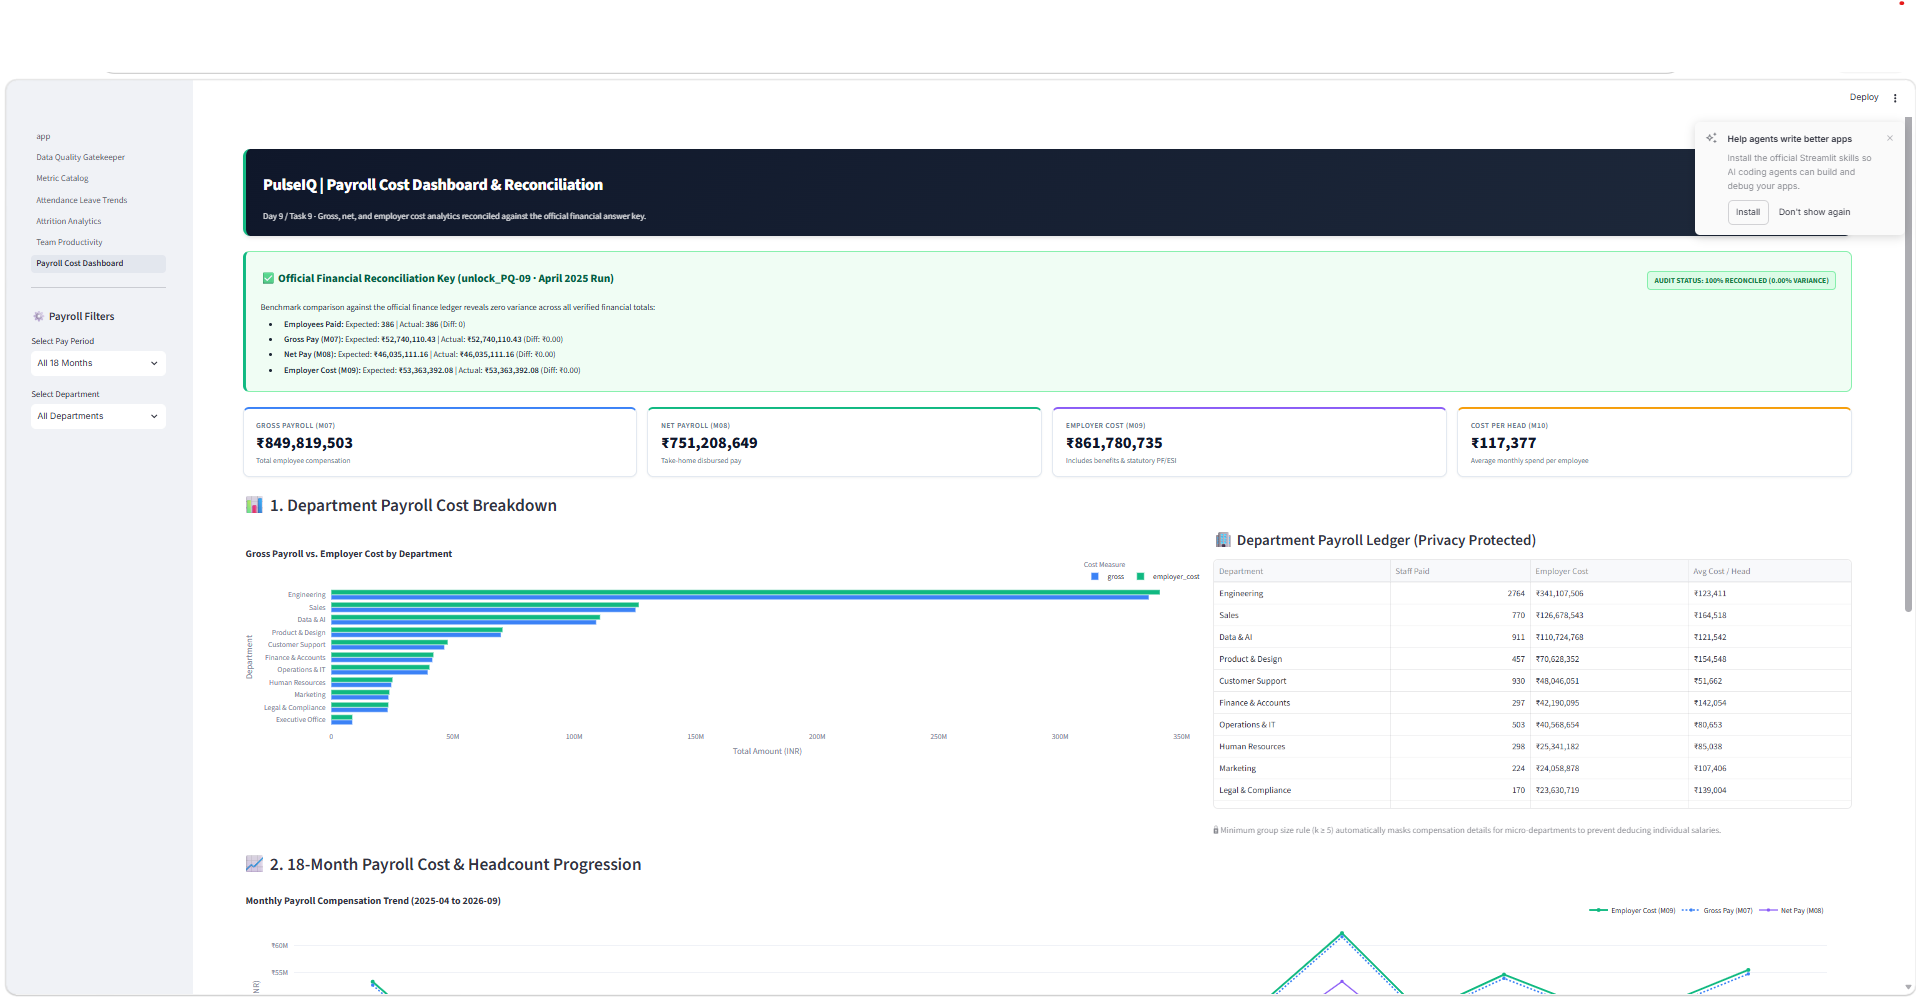 Deploy
Help agents write better apps
Install the official Streamlit skills so
AI coding agents can build and
debug your apps.
Install
Don't show again
app
Data Quality Gatekeeper
Metric Catalog
Attendance Leave Trends
Attrition Analytics
Team Productivity
Payroll Cost Dashboard
Payroll Filters
Select Pay Period
All 18 Months
Select Department
All Departments
PulseIQ | Payroll Cost Dashboard & Reconciliation
Day 9 / Task 9 · Gross, net, and employer cost analytics reconciled against the official financial answer key.
Official Financial Reconciliation Key (unlock_PQ-09 · April 2025 Run)
AUDIT STATUS: 100% RECONCILED (0.00% VARIANCE)
Benchmark comparison against the official finance ledger reveals zero variance across all verified financial totals:
• Employees Paid: Expected: 386 | Actual: 386 (Diff: 0)
• Gross Pay (M07): Expected: ₹52,740,110.43 | Actual: ₹52,740,110.43 (Diff: ₹0.00)
• Net Pay (M08): Expected: ₹46,035,111.16 | Actual: ₹46,035,111.16 (Diff: ₹0.00)
• Employer Cost (M09): Expected: ₹53,363,392.08 | Actual: ₹53,363,392.08 (Diff: ₹0.00)
GROSS PAYROLL (M07)
₹849,819,503
Total employee compensation
NET PAYROLL (M08)
₹751,208,649
Take-home disbursed pay
EMPLOYER COST (M09)
₹861,780,735
Includes benefits & statutory PF/ESI
COST PER HEAD (M10)
₹117,377
Average monthly spend per employee
1. Department Payroll Cost Breakdown
Gross Payroll vs. Employer Cost by Department
Cost Measure
gross employer_cost
Department
Engineering
Sales
Data & AI
Product & Design
Customer Support
Finance & Accounts
Operations & IT
Human Resources
Marketing
Legal & Compliance
Executive Office
0 50M 100M 150M 200M 250M 300M 350M
Total Amount (INR)
Department Payroll Ledger (Privacy Protected)
Department Staff Paid Employer Cost Avg Cost / Head
Engineering 2764 ₹341,107,506 ₹123,411
Sales 770 ₹126,678,543 ₹164,518
Data & AI 911 ₹110,724,768 ₹121,542
Product & Design 457 ₹70,628,352 ₹154,548
Customer Support 930 ₹48,046,051 ₹51,662
Finance & Accounts 297 ₹42,190,095 ₹142,054
Operations & IT 503 ₹40,568,654 ₹80,653
Human Resources 298 ₹25,341,182 ₹85,038
Marketing 224 ₹24,058,878 ₹107,406
Legal & Compliance 170 ₹23,630,719 ₹139,004
Minimum group size rule (k ≥ 5) automatically masks compensation details for micro-departments to prevent deducing individual salaries.
2. 18-Month Payroll Cost & Headcount Progression
Monthly Payroll Compensation Trend (2025-04 to 2026-09)
Employer Cost (M09) Gross Pay (M07) Net Pay (M08)
₹60M
₹55M
NR)